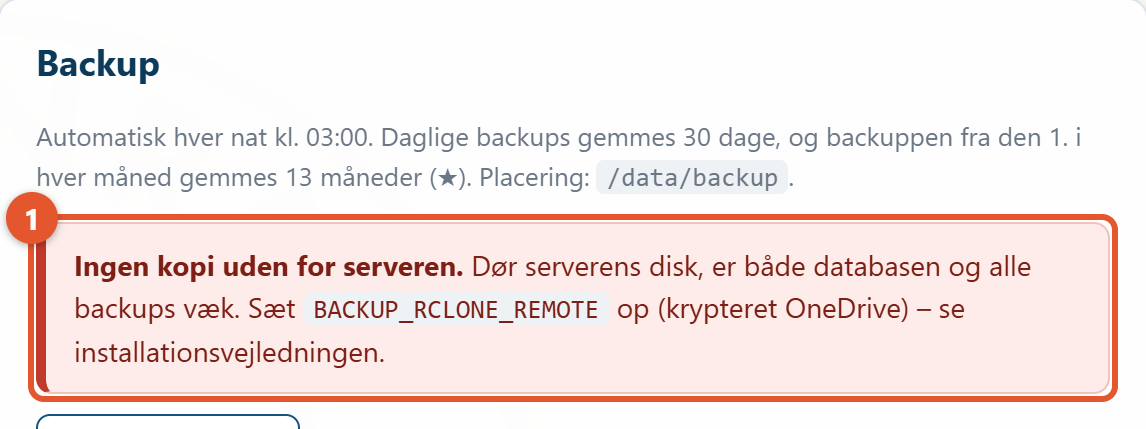 Backup
Automatisk hver nat kl. 03:00. Daglige backups gemmes 30 dage, og backuppen fra den 1. i
hver måned gemmes 13 måneder (★). Placering: /data/backup.
1
Ingen kopi uden for serveren. Dør serverens disk, er både databasen og alle
backups væk. Sæt BACKUP_RCLONE_REMOTE op (krypteret OneDrive) – se
installationsvejledningen.